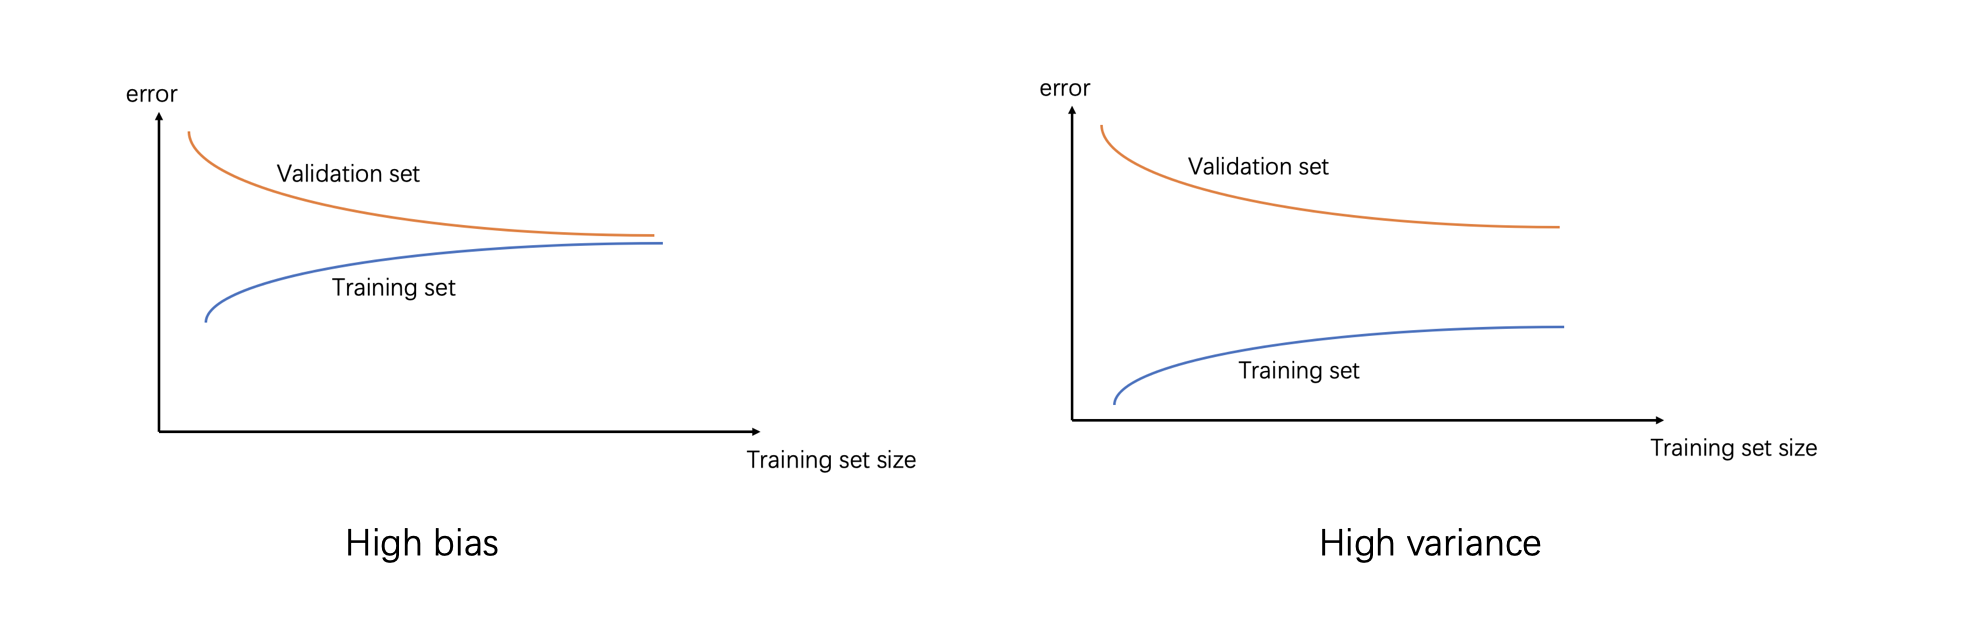 error
Validation set
Training set
Training set size
High bias
error
Validation set
Training set
Training set size
High variance